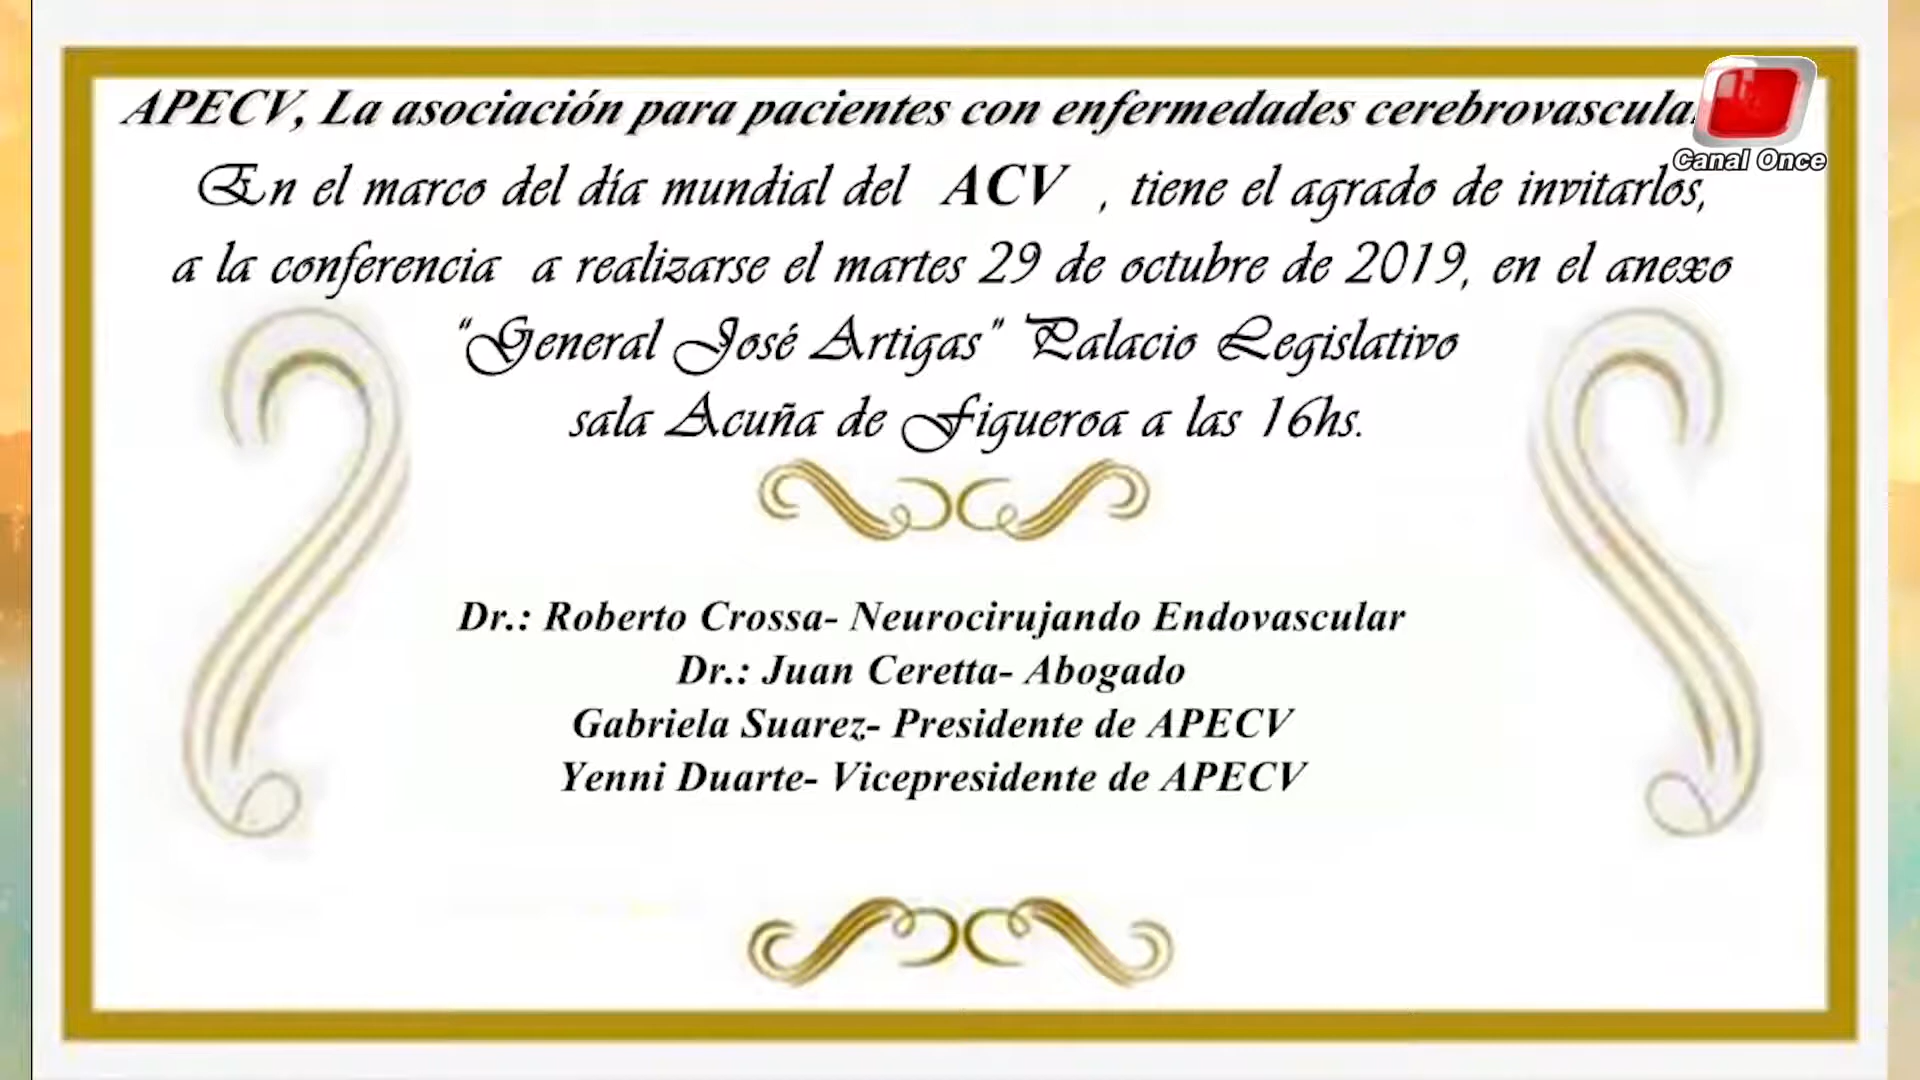 APECV, La asociación para pacientes con enfermedades
Canal Once
En el marco del día mundial del ACV , tiene el agrado de invitarlos,
a la conferencia a realizarse el martes 29 de octubre de 2019, en el anexo
"General José Artigas" Palacio Legislativo
sala Acuña de Figueroa a las 16hs.
Dr.: Roberto Crossa- Neurocirujando Endovascular
Dr.: Juan Ceretta- Abogado
Gabriela Suarez- Presidente de APECV
Yenni Duarte- Vicepresidente de APECV